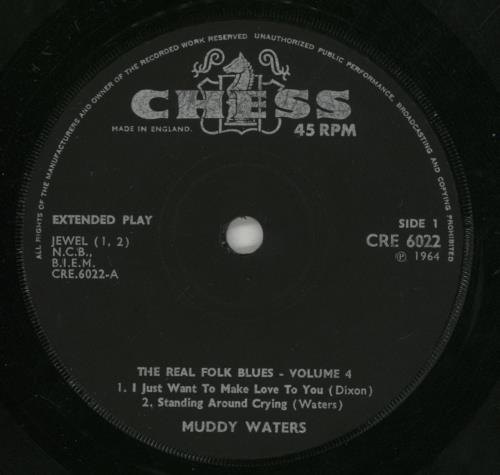 ALL RIGHTS OF THE MANUFACTURERS AND OWNER OF THE RECORDED WORK RESERVED. UNAUTHORIZED PUBLIC PERFORMANCE, BROADCASTING AND COPYING PROHIBITED
CHESS
MADE IN ENGLAND.
45 RPM
EXTENDED PLAY
SIDE 1
JEWEL (1, 2)
CRE 6022
N.C.B.,
Ⓟ 1964
B.I.E.M.
CRE.6022-A
THE REAL FOLK BLUES - VOLUME 4
1. I Just Want To Make Love To You (Dixon)
2. Standing Around Crying (Waters)
MUDDY WATERS